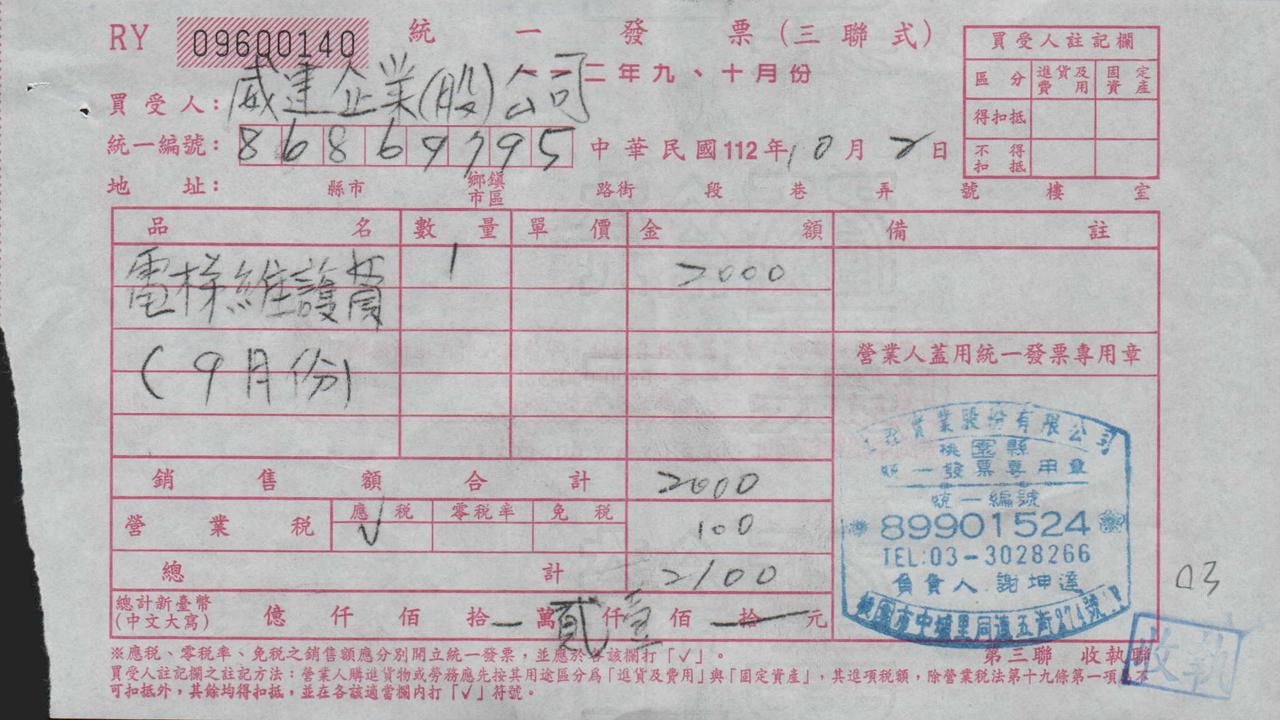 RY 09600140 統一發票(三聯式)
一二年九、十月份
買受人註記欄
區分 進貨及費用 固定資產
得扣抵
不得扣抵
買受人：威建企業(股)公司
統一編號：86869795 中華民國112年10月2日
地址： 縣市 鄉鎮市區 路街 段 巷 弄 號 樓 室
品名 數量 單價 金額 備註
電梯維護費 1 2000
(9月份)
營業人蓋用統一發票專用章
銷售額合計 2000
營業稅 應稅 零稅率 免稅 100
√
總計 2100
總計新臺幣(中文大寫) 億仟佰拾萬貳仟壹佰拾元
實業股份有限公司
桃園縣
統一發票專用章
統一編號
89901524
TEL:03-3028266
負責人 謝坤達
桃園市中壢里同濟五街274號
03
※應稅、零稅率、免稅之銷售額應分別開立統一發票，並應於各該欄打「√」。
第三聯 收執聯
收執
買受人註記欄之註記方法：營業人購進貨物或勞務應先按其用途區分為「進貨及費用」與「固定資產」，其進項稅額，除營業稅法第十九條第一項 不
可扣抵外，其餘均得扣抵，並在各該適當欄內打「√」符號。